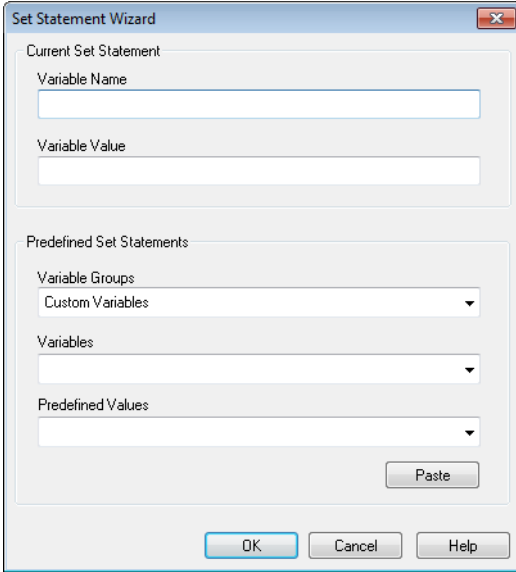 Set Statement Wizard
Current Set Statement
Variable Name
Variable Value
Predefined Set Statements
Variable Groups
Custom Variables
Variables
Predefined Values
Paste
OK Cancel Help